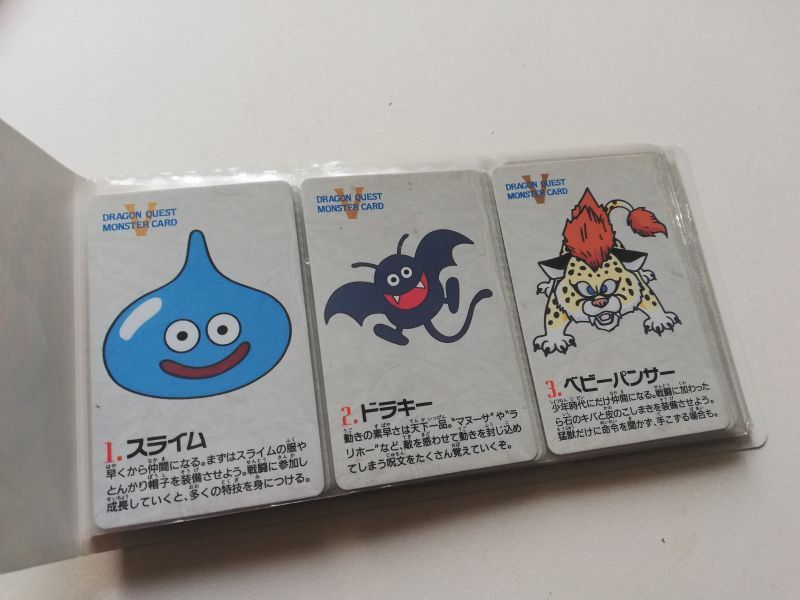 DRAGON QUEST
V
MONSTER CARD
1.スライム
早くから仲間になる。まずはスライムの服や
とんがり帽子を装備させよう。戦闘に参加し
成長していくと、多くの特技を身につける。
DRAGON QUEST
V
MONSTER CARD
2.ドラキー
動きの素早さは天下一品。“マヌーサ”や“ラ
リホー”など、敵を惑わせて動きを封じ込め
てしまう呪文をたくさん覚えていくぞ。
DRAGON QUEST
V
MONSTER CARD
3.ベビーパンサー
少年時代にだけ仲間になる。戦闘に加わった
ら石のキバと皮のこしまきを装備させよう。
猛獣だけに命令を聞かず、手こずる場合も。